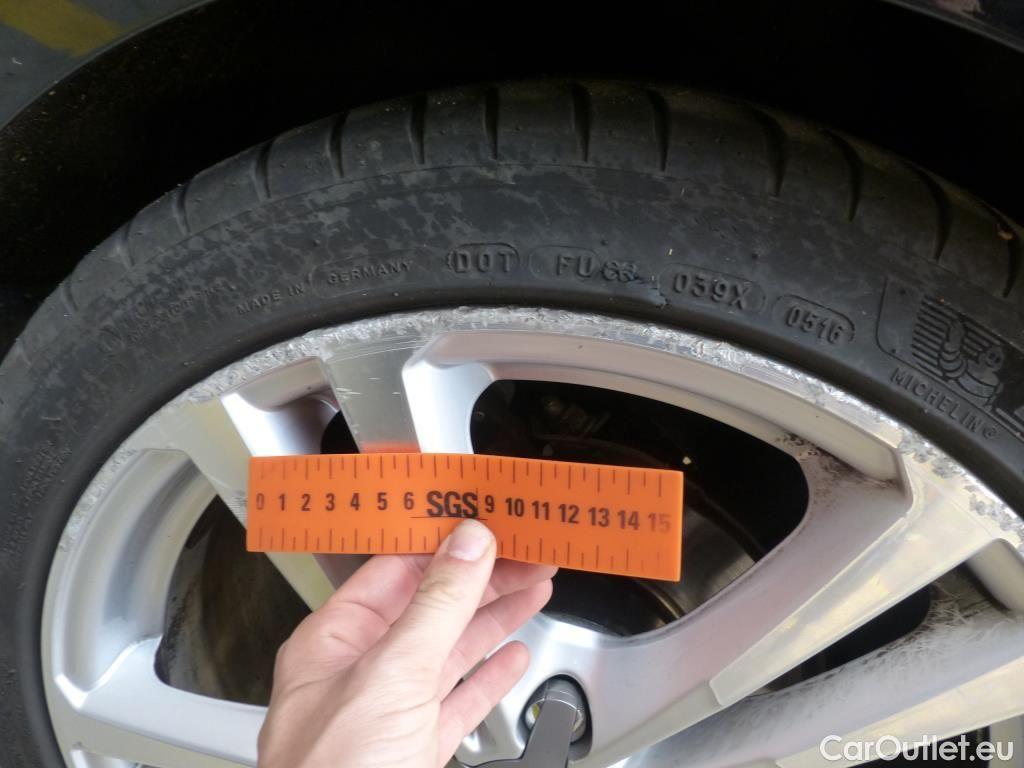 MADE IN GERMANY DOT FU 039X 0516
MICHELIN®
0 1 2 3 4 5 6 SGS 9 10 11 12 13 14 15
CarOutlet.eu